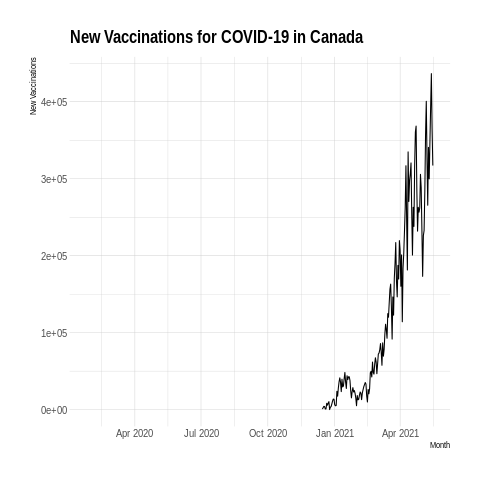 New Vaccinations for COVID-19 in Canada
New Vaccinations
4e+05
3e+05
2e+05
1e+05
0e+00
Apr 2020 Jul 2020 Oct 2020 Jan 2021 Apr 2021
Month